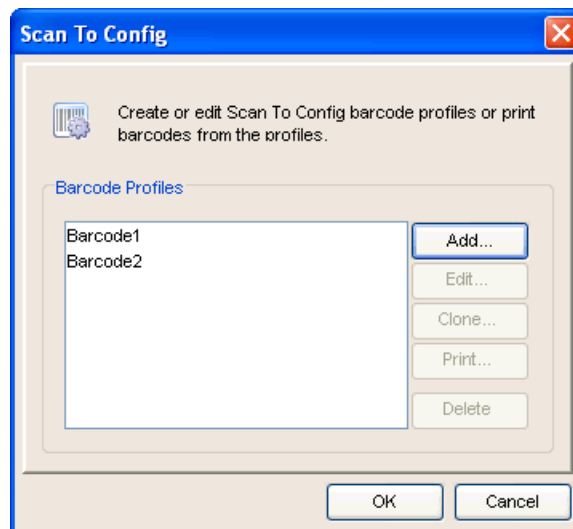 Scan To Config
Create or edit Scan To Config barcode profiles or print
barcodes from the profiles.
Barcode Profiles
Barcode1
Barcode2
Add...
Edit...
Clone...
Print...
Delete
OK
Cancel